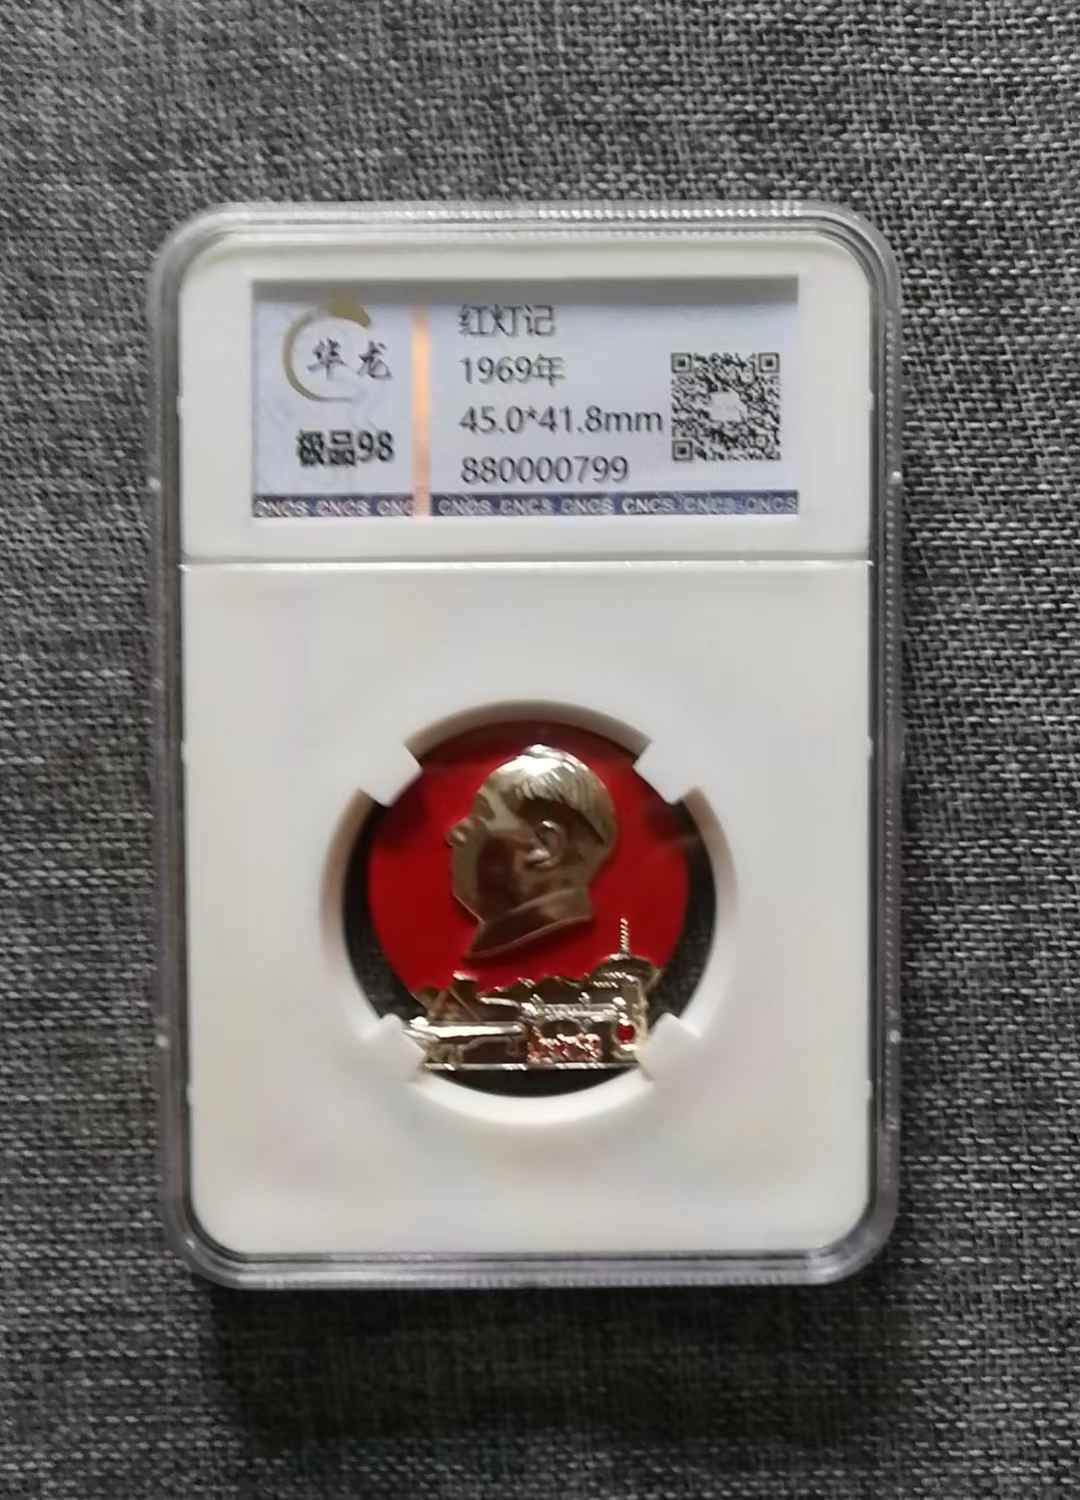 华龙
极品98
红灯记
1969年
45.0*41.8mm
880000799
CNCS CNCS CNC CNCS CNCS CNCS CNCS CNCS CNCS